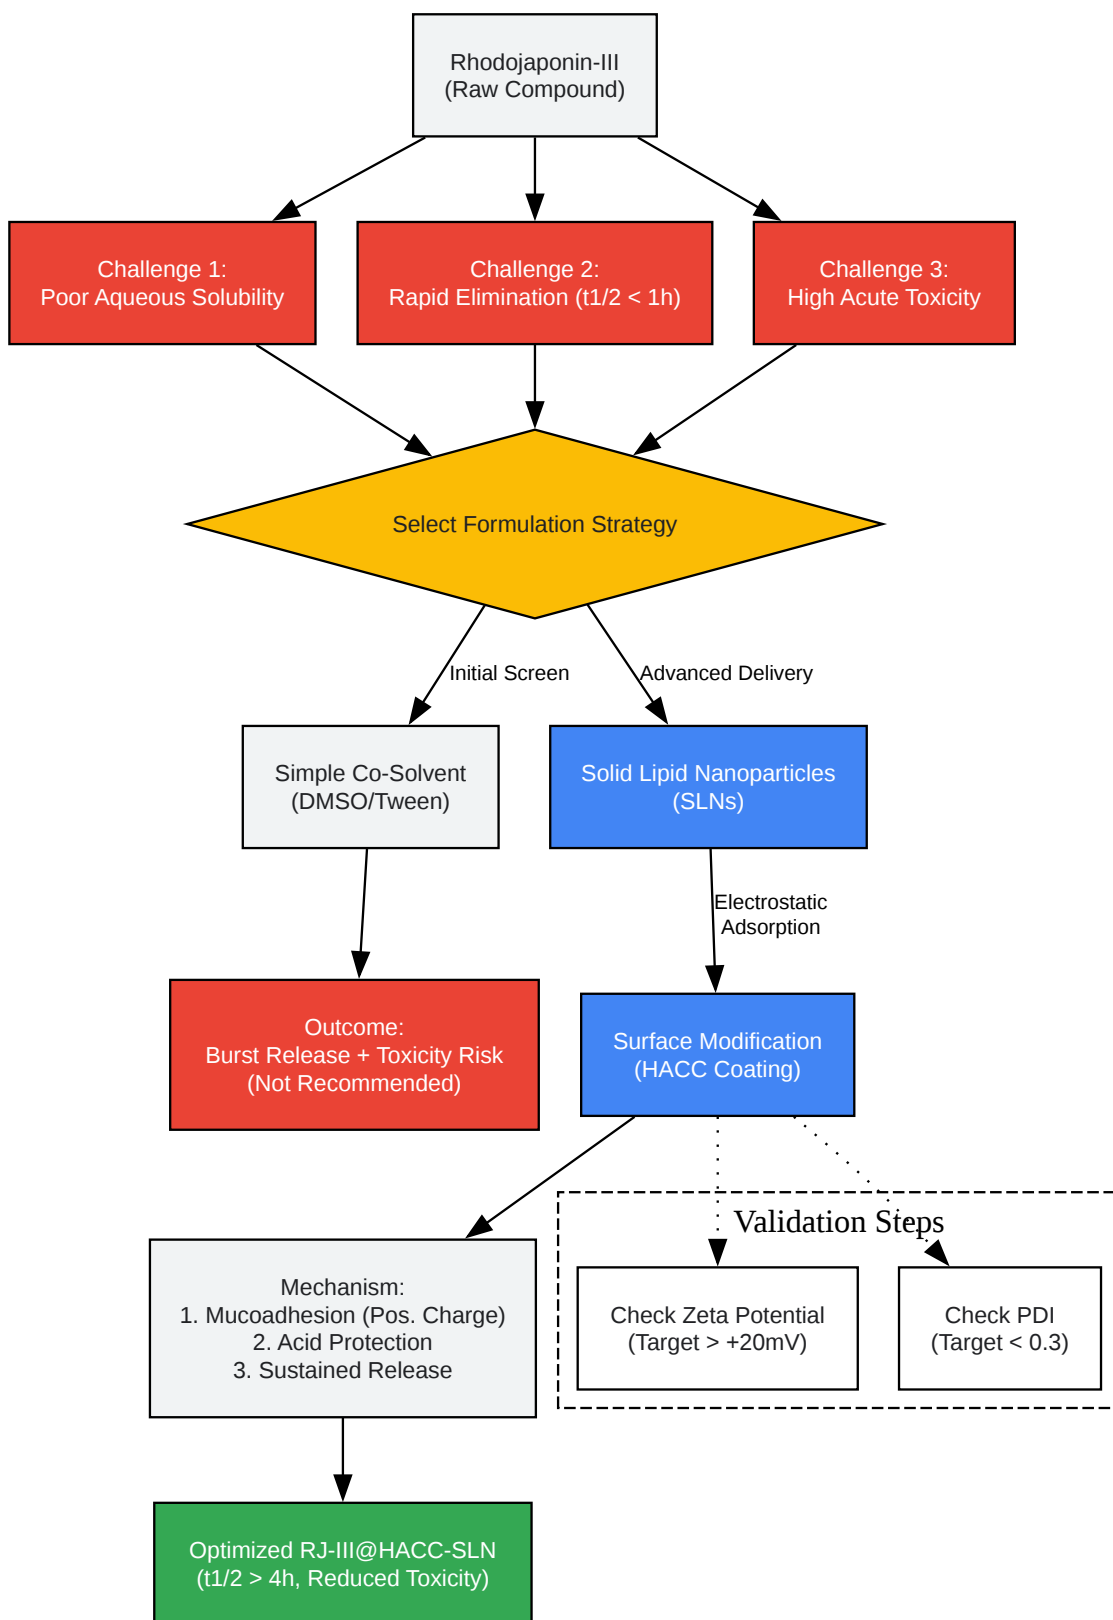 Rhodojaponin-III
(Raw Compound)
Challenge 1:
Poor Aqueous Solubility
Challenge 2:
Rapid Elimination (t1/2 < 1h)
Challenge 3:
High Acute Toxicity
Select Formulation Strategy
Initial Screen
Advanced Delivery
Simple Co-Solvent
(DMSO/Tween)
Solid Lipid Nanoparticles
(SLNs)
Electrostatic
Adsorption
Outcome:
Burst Release + Toxicity Risk
(Not Recommended)
Surface Modification
(HACC Coating)
Validation Steps
Mechanism:
1. Mucoadhesion (Pos. Charge)
2. Acid Protection
3. Sustained Release
Check Zeta Potential
(Target > +20mV)
Check PDI
(Target < 0.3)
Optimized RJ-III@HACC-SLN
(t1/2 > 4h, Reduced Toxicity)